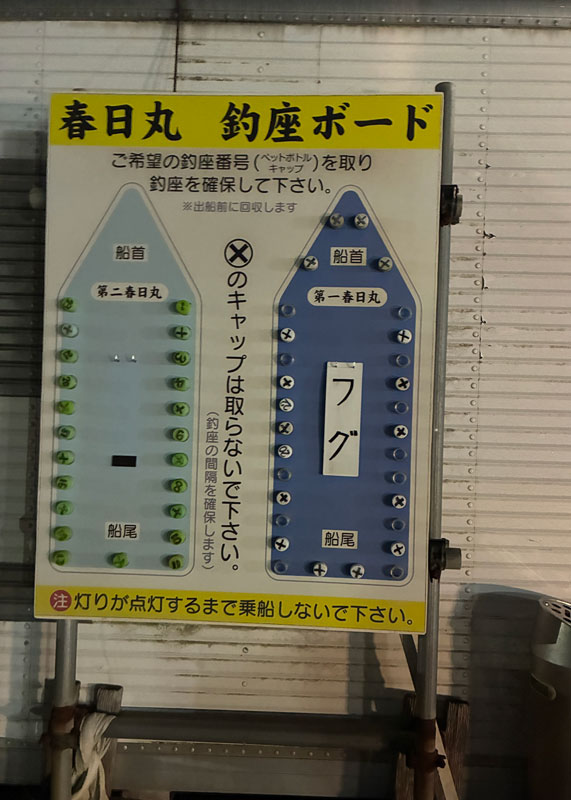 春日丸 釣座ボード
ご希望の釣座番号(ペットボトルキャップ)を取り
釣座を確保して下さい。
※出船前に回収します
船首
第二春日丸
船尾
×のキャップは取らないで下さい。
(釣座の間隔を確保します)
船首
第一春日丸
フグ
船尾
注 灯りが点灯するまで乗船しないで下さい。